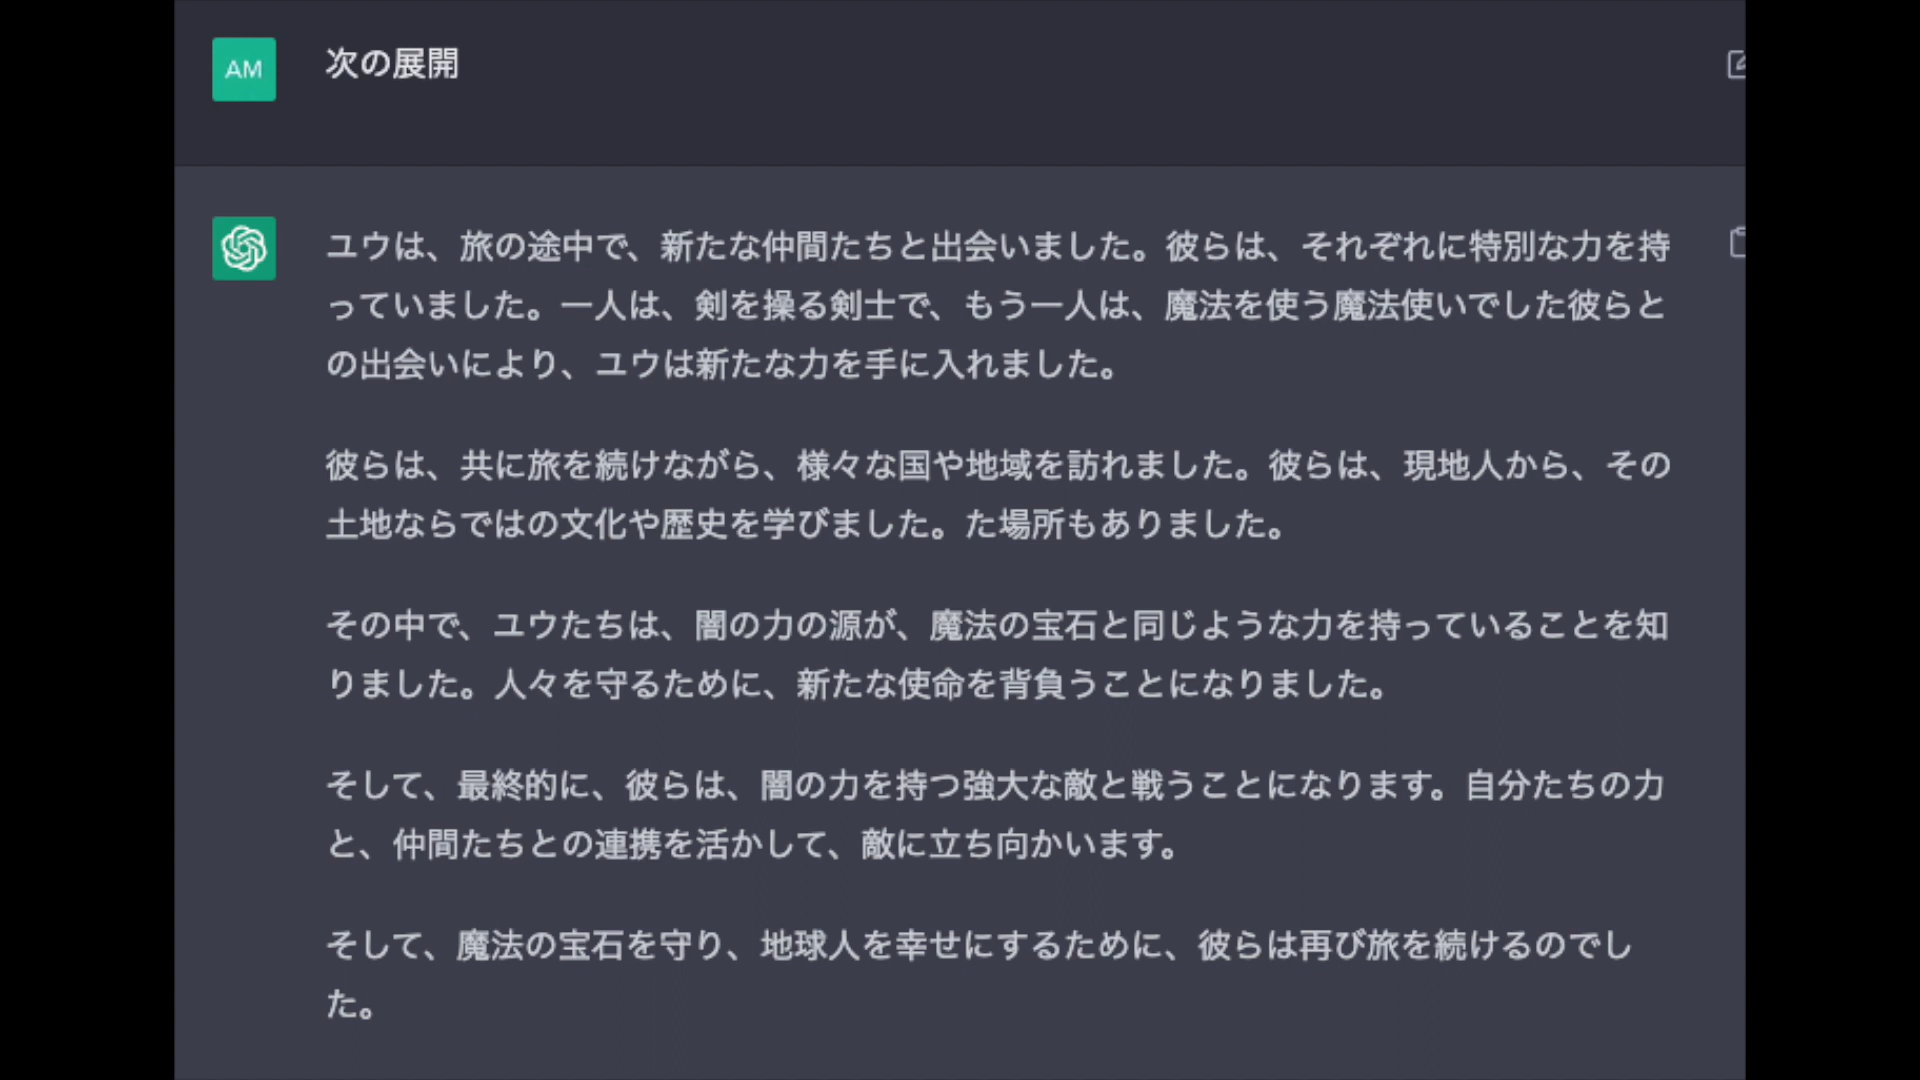 AM
次の展開
ユウは、旅の途中で、新たな仲間たちと出会いました。彼らは、それぞれに特別な力を持
っていました。一人は、剣を操る剣士で、もう一人は、魔法を使う魔法使いでした彼らと
の出会いにより、ユウは新たな力を手に入れました。
彼らは、共に旅を続けながら、様々な国や地域を訪れました。彼らは、現地人から、その
土地ならではの文化や歴史を学びました。た場所もありました。
その中で、ユウたちは、闇の力の源が、魔法の宝石と同じような力を持っていることを知
りました。人々を守るために、新たな使命を背負うことになりました。
そして、最終的に、彼らは、闇の力を持つ強大な敵と戦うことになります。自分たちの力
と、仲間たちとの連携を活かして、敵に立ち向かいます。
そして、魔法の宝石を守り、地球人を幸せにするために、彼らは再び旅を続けるのでし
た。